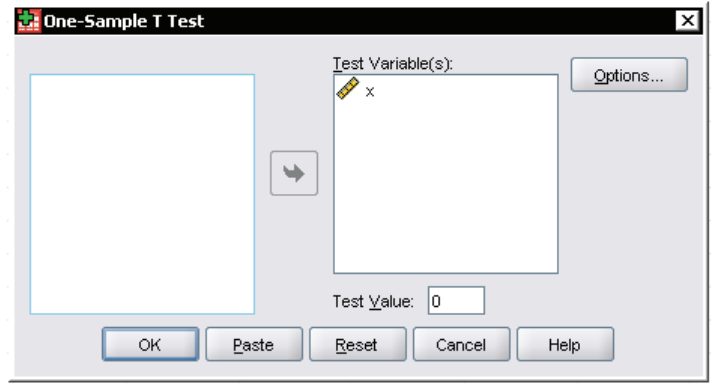 One-Sample T Test
Test Variable(s):
x
Options...
Test Value: 0
OK Paste Reset Cancel Help